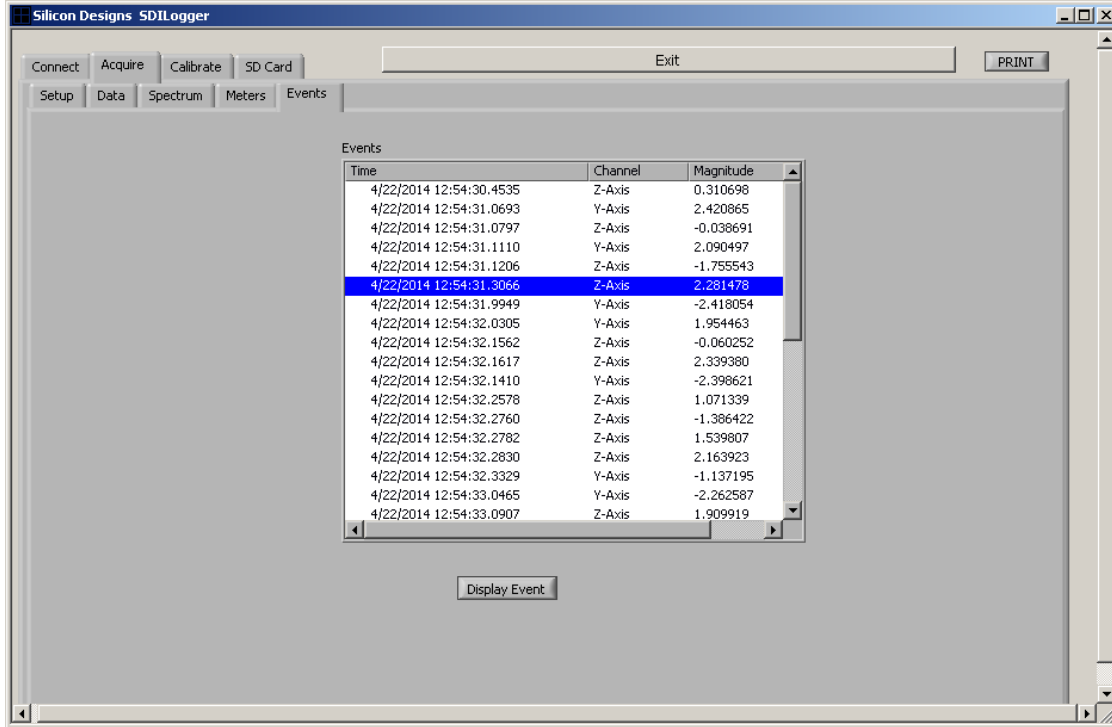 Silicon Designs SDILogger
Exit
PRINT
Connect Acquire Calibrate SD Card
Setup Data Spectrum Meters Events
Events
Time Channel Magnitude
4/22/2014 12:54:30.4535 Z-Axis 0.310698
4/22/2014 12:54:31.0693 Y-Axis 2.420865
4/22/2014 12:54:31.0797 Z-Axis -0.038691
4/22/2014 12:54:31.1110 Y-Axis 2.090497
4/22/2014 12:54:31.1206 Z-Axis -1.755543
4/22/2014 12:54:31.3066 Z-Axis 2.281478
4/22/2014 12:54:31.9949 Y-Axis -2.418054
4/22/2014 12:54:32.0305 Y-Axis 1.954463
4/22/2014 12:54:32.1562 Z-Axis -0.060252
4/22/2014 12:54:32.1617 Z-Axis 2.339380
4/22/2014 12:54:32.1410 Y-Axis -2.398621
4/22/2014 12:54:32.2578 Z-Axis 1.071339
4/22/2014 12:54:32.2760 Z-Axis -1.386422
4/22/2014 12:54:32.2782 Z-Axis 1.539807
4/22/2014 12:54:32.2830 Z-Axis 2.163923
4/22/2014 12:54:32.3329 Y-Axis -1.137195
4/22/2014 12:54:33.0465 Y-Axis -2.262587
4/22/2014 12:54:33.0907 Z-Axis 1.909919
Display Event